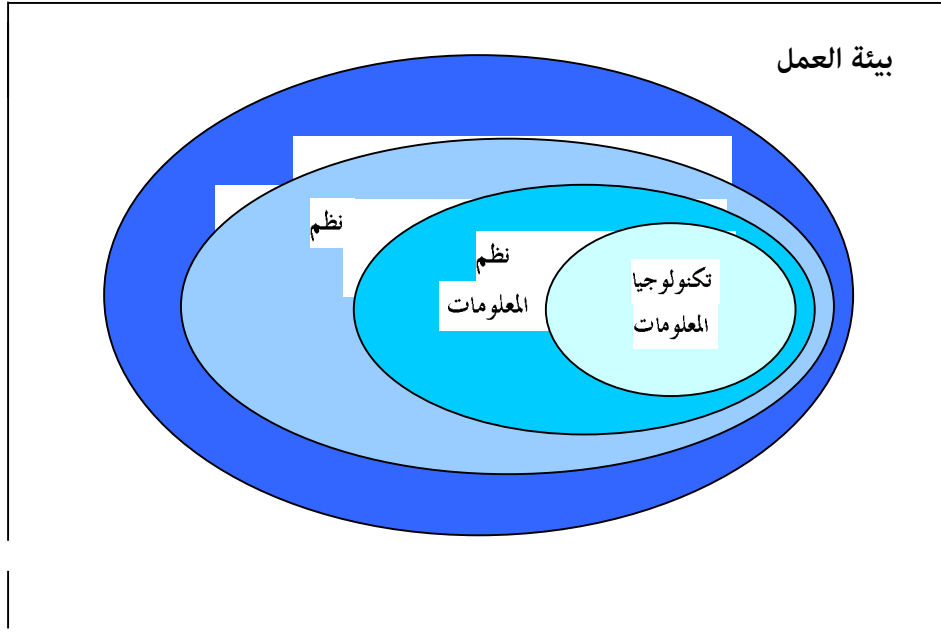 بيئة العمل
نظم
نظم
المعلومات
تكنولوجيا
المعلومات